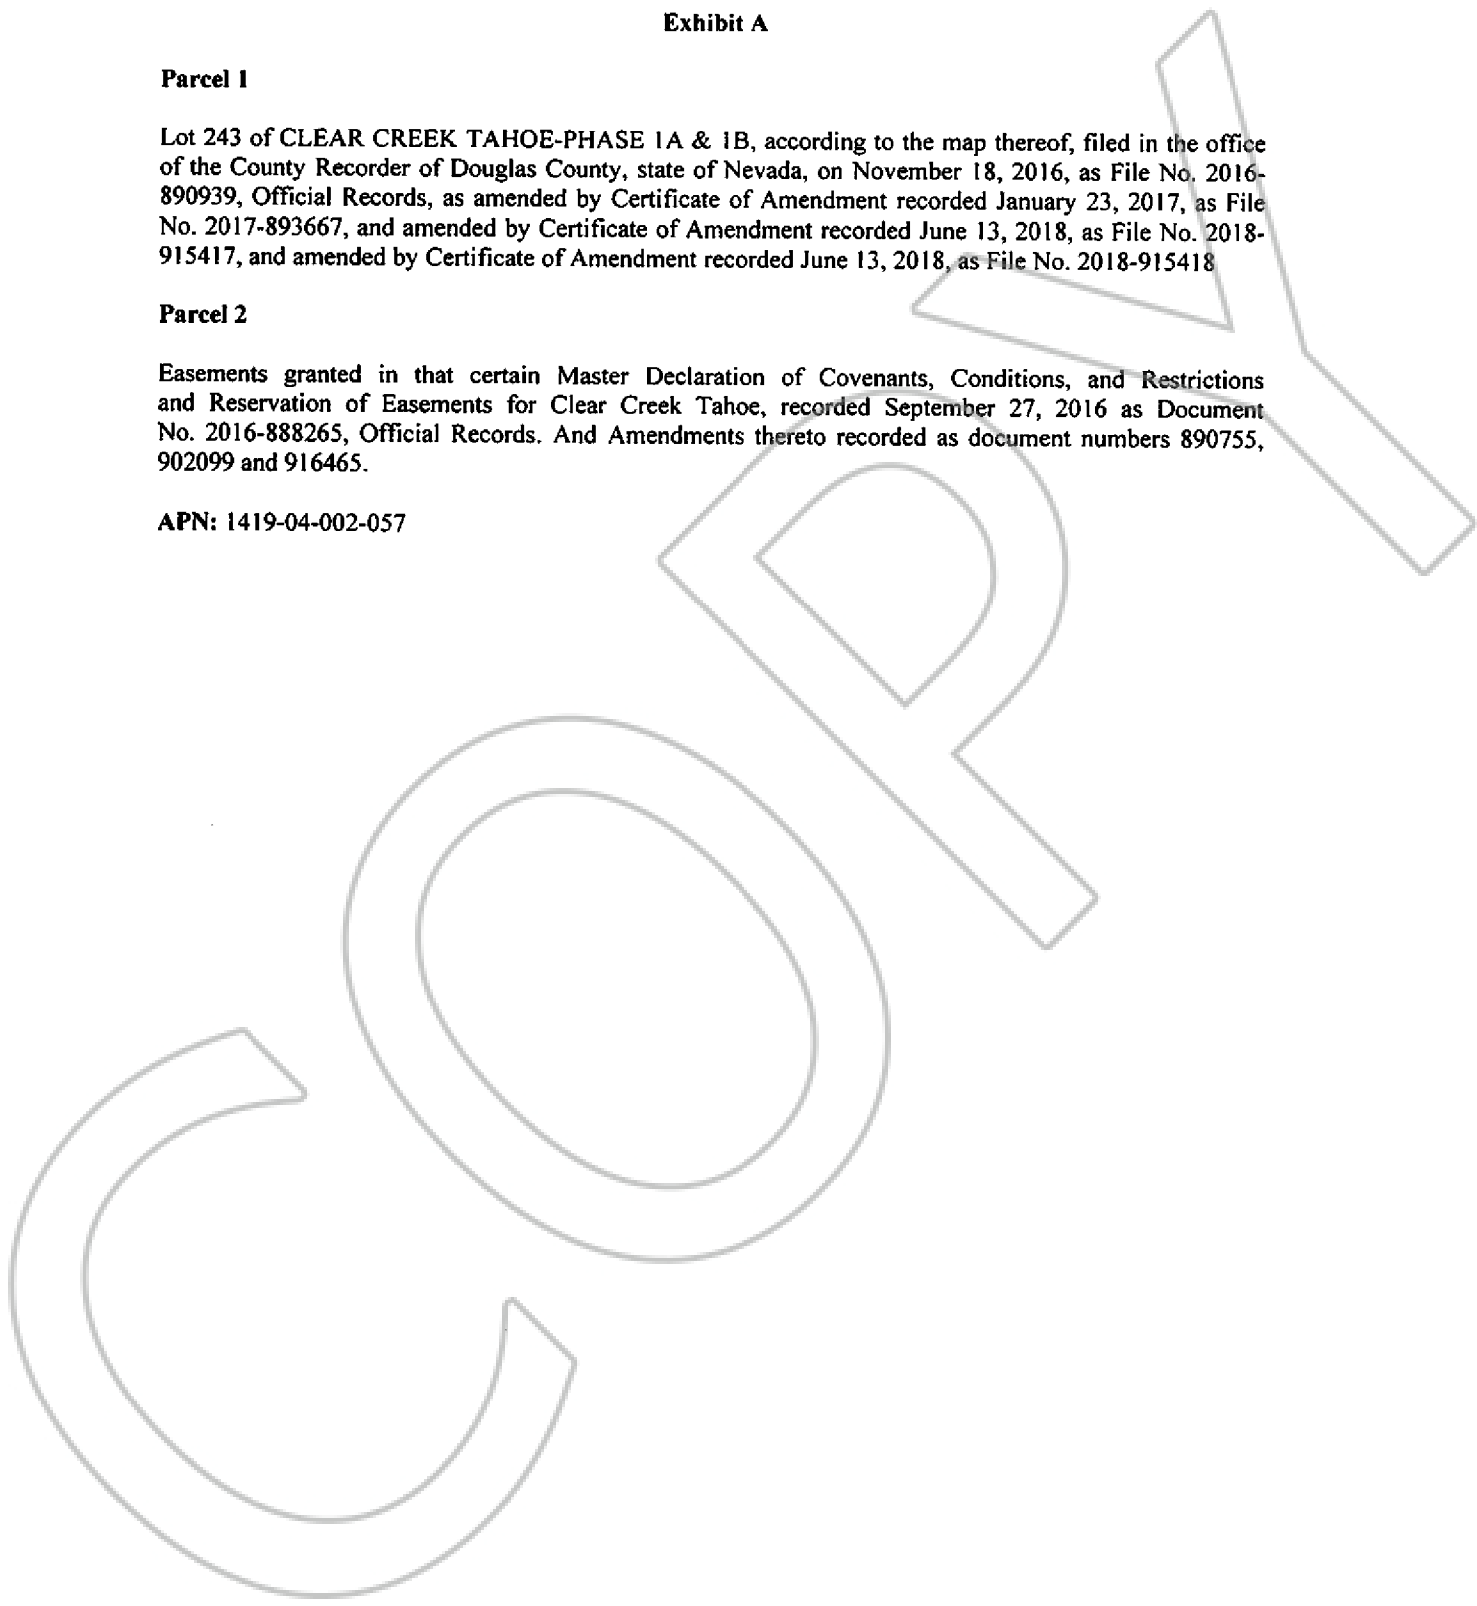 Exhibit A
Parcel 1
Lot 243 of CLEAR CREEK TAHOE-PHASE 1A & 1B, according to the map thereof, filed in the office
of the County Recorder of Douglas County, state of Nevada, on November 18, 2016, as File No. 2016-
890939, Official Records, as amended by Certificate of Amendment recorded January 23, 2017, as File
No. 2017-893667, and amended by Certificate of Amendment recorded June 13, 2018, as File No. 2018-
915417, and amended by Certificate of Amendment recorded June 13, 2018, as File No. 2018-915418
Parcel 2
Easements granted in that certain Master Declaration of Covenants, Conditions, and Restrictions
and Reservation of Easements for Clear Creek Tahoe, recorded September 27, 2016 as Document
No. 2016-888265, Official Records. And Amendments thereto recorded as document numbers 890755,
902099 and 916465.
APN: 1419-04-002-057
COPY